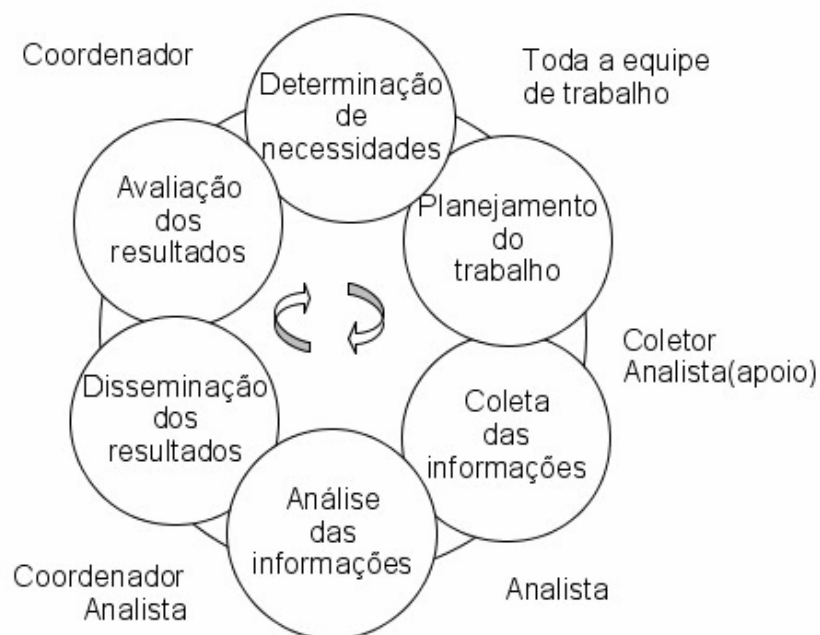 Coordenador
Determinação
de
necessidades
Toda a equipe
de trabalho
Planejamento
do
trabalho
Coletor
Analista(apoio)
Coleta
das
informações
Analista
Análise
das
informações
Coordenador
Analista
Disseminação
dos
resultados
Avaliação
dos
resultados